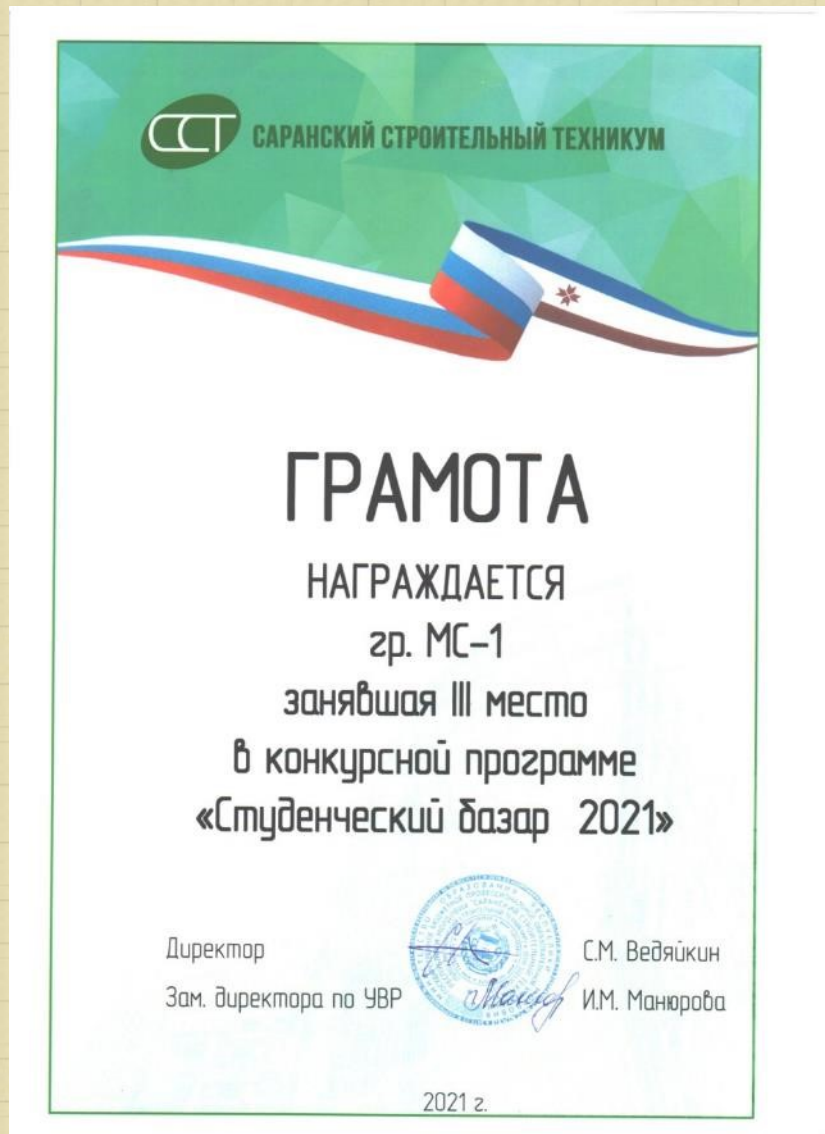 ССТ САРАНСКИЙ СТРОИТЕЛЬНЫЙ ТЕХНИКУМ
ГРАМОТА
НАГРАЖДАЕТСЯ
гр. МС-1
занявшая III место
в конкурсной программе
«Студенческий базар 2021»
Директор С.М. Ведяйкин
Зам. директора по УВР И.М. Манюрова
2021 г.